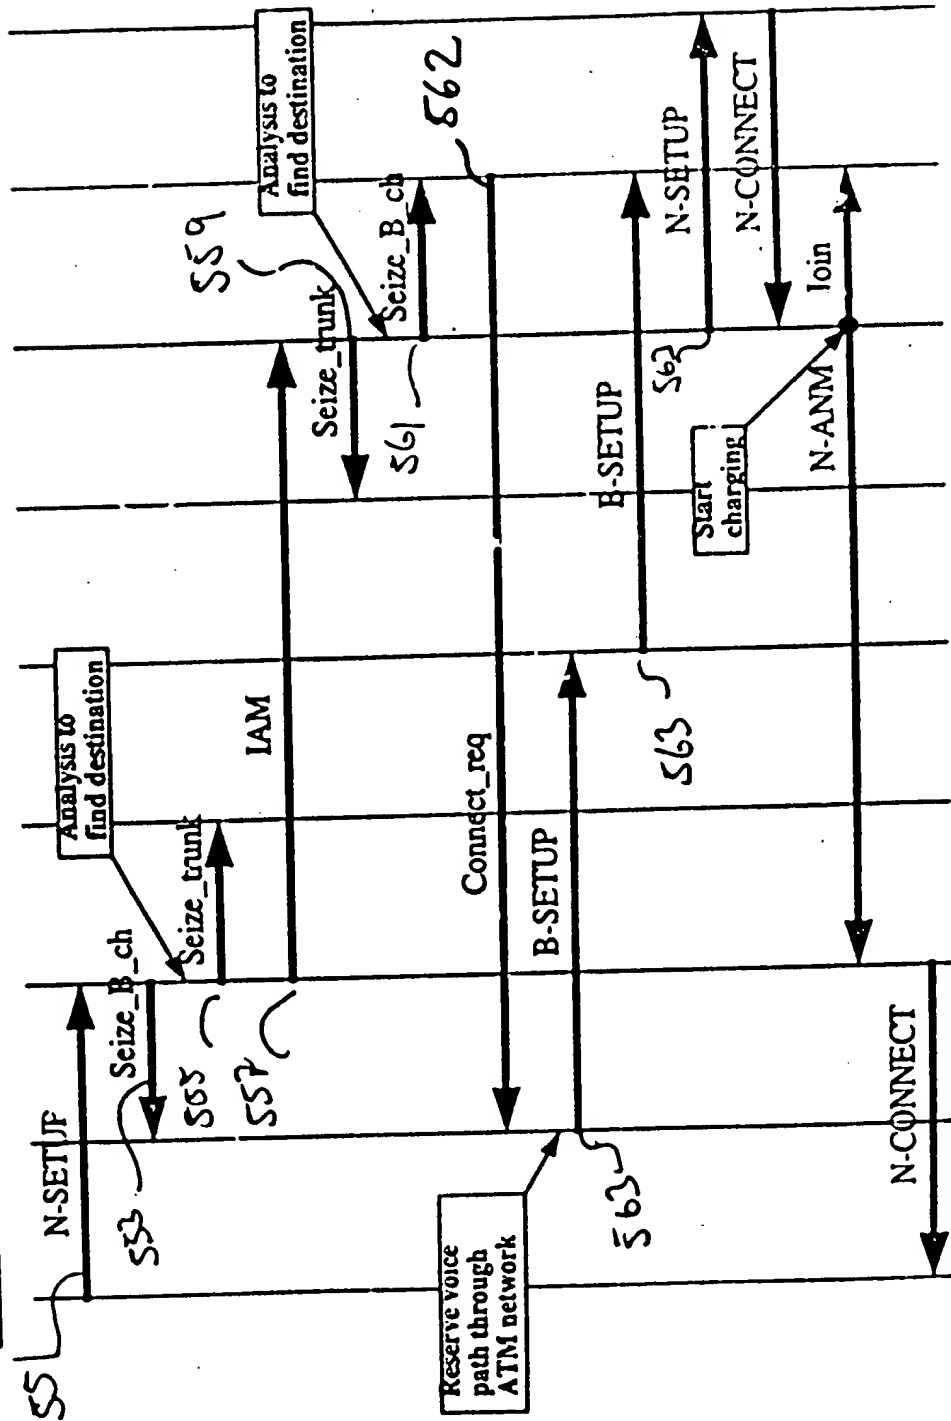 55
N-SETUP
553
Seize_B_ch
Analysis to
find destination
Seize_trunk
555
557
IAM
Seize_trunk
559
Analysis to
find destination
Seize_B_ch
561
562
Connect_req
Reserve voice
path through
ATM network
B-SETUP
563
B-SETUP
563
N-SETUP
563
N-CONNECT
Start
charging
N-ANM
Join
N-CONNECT